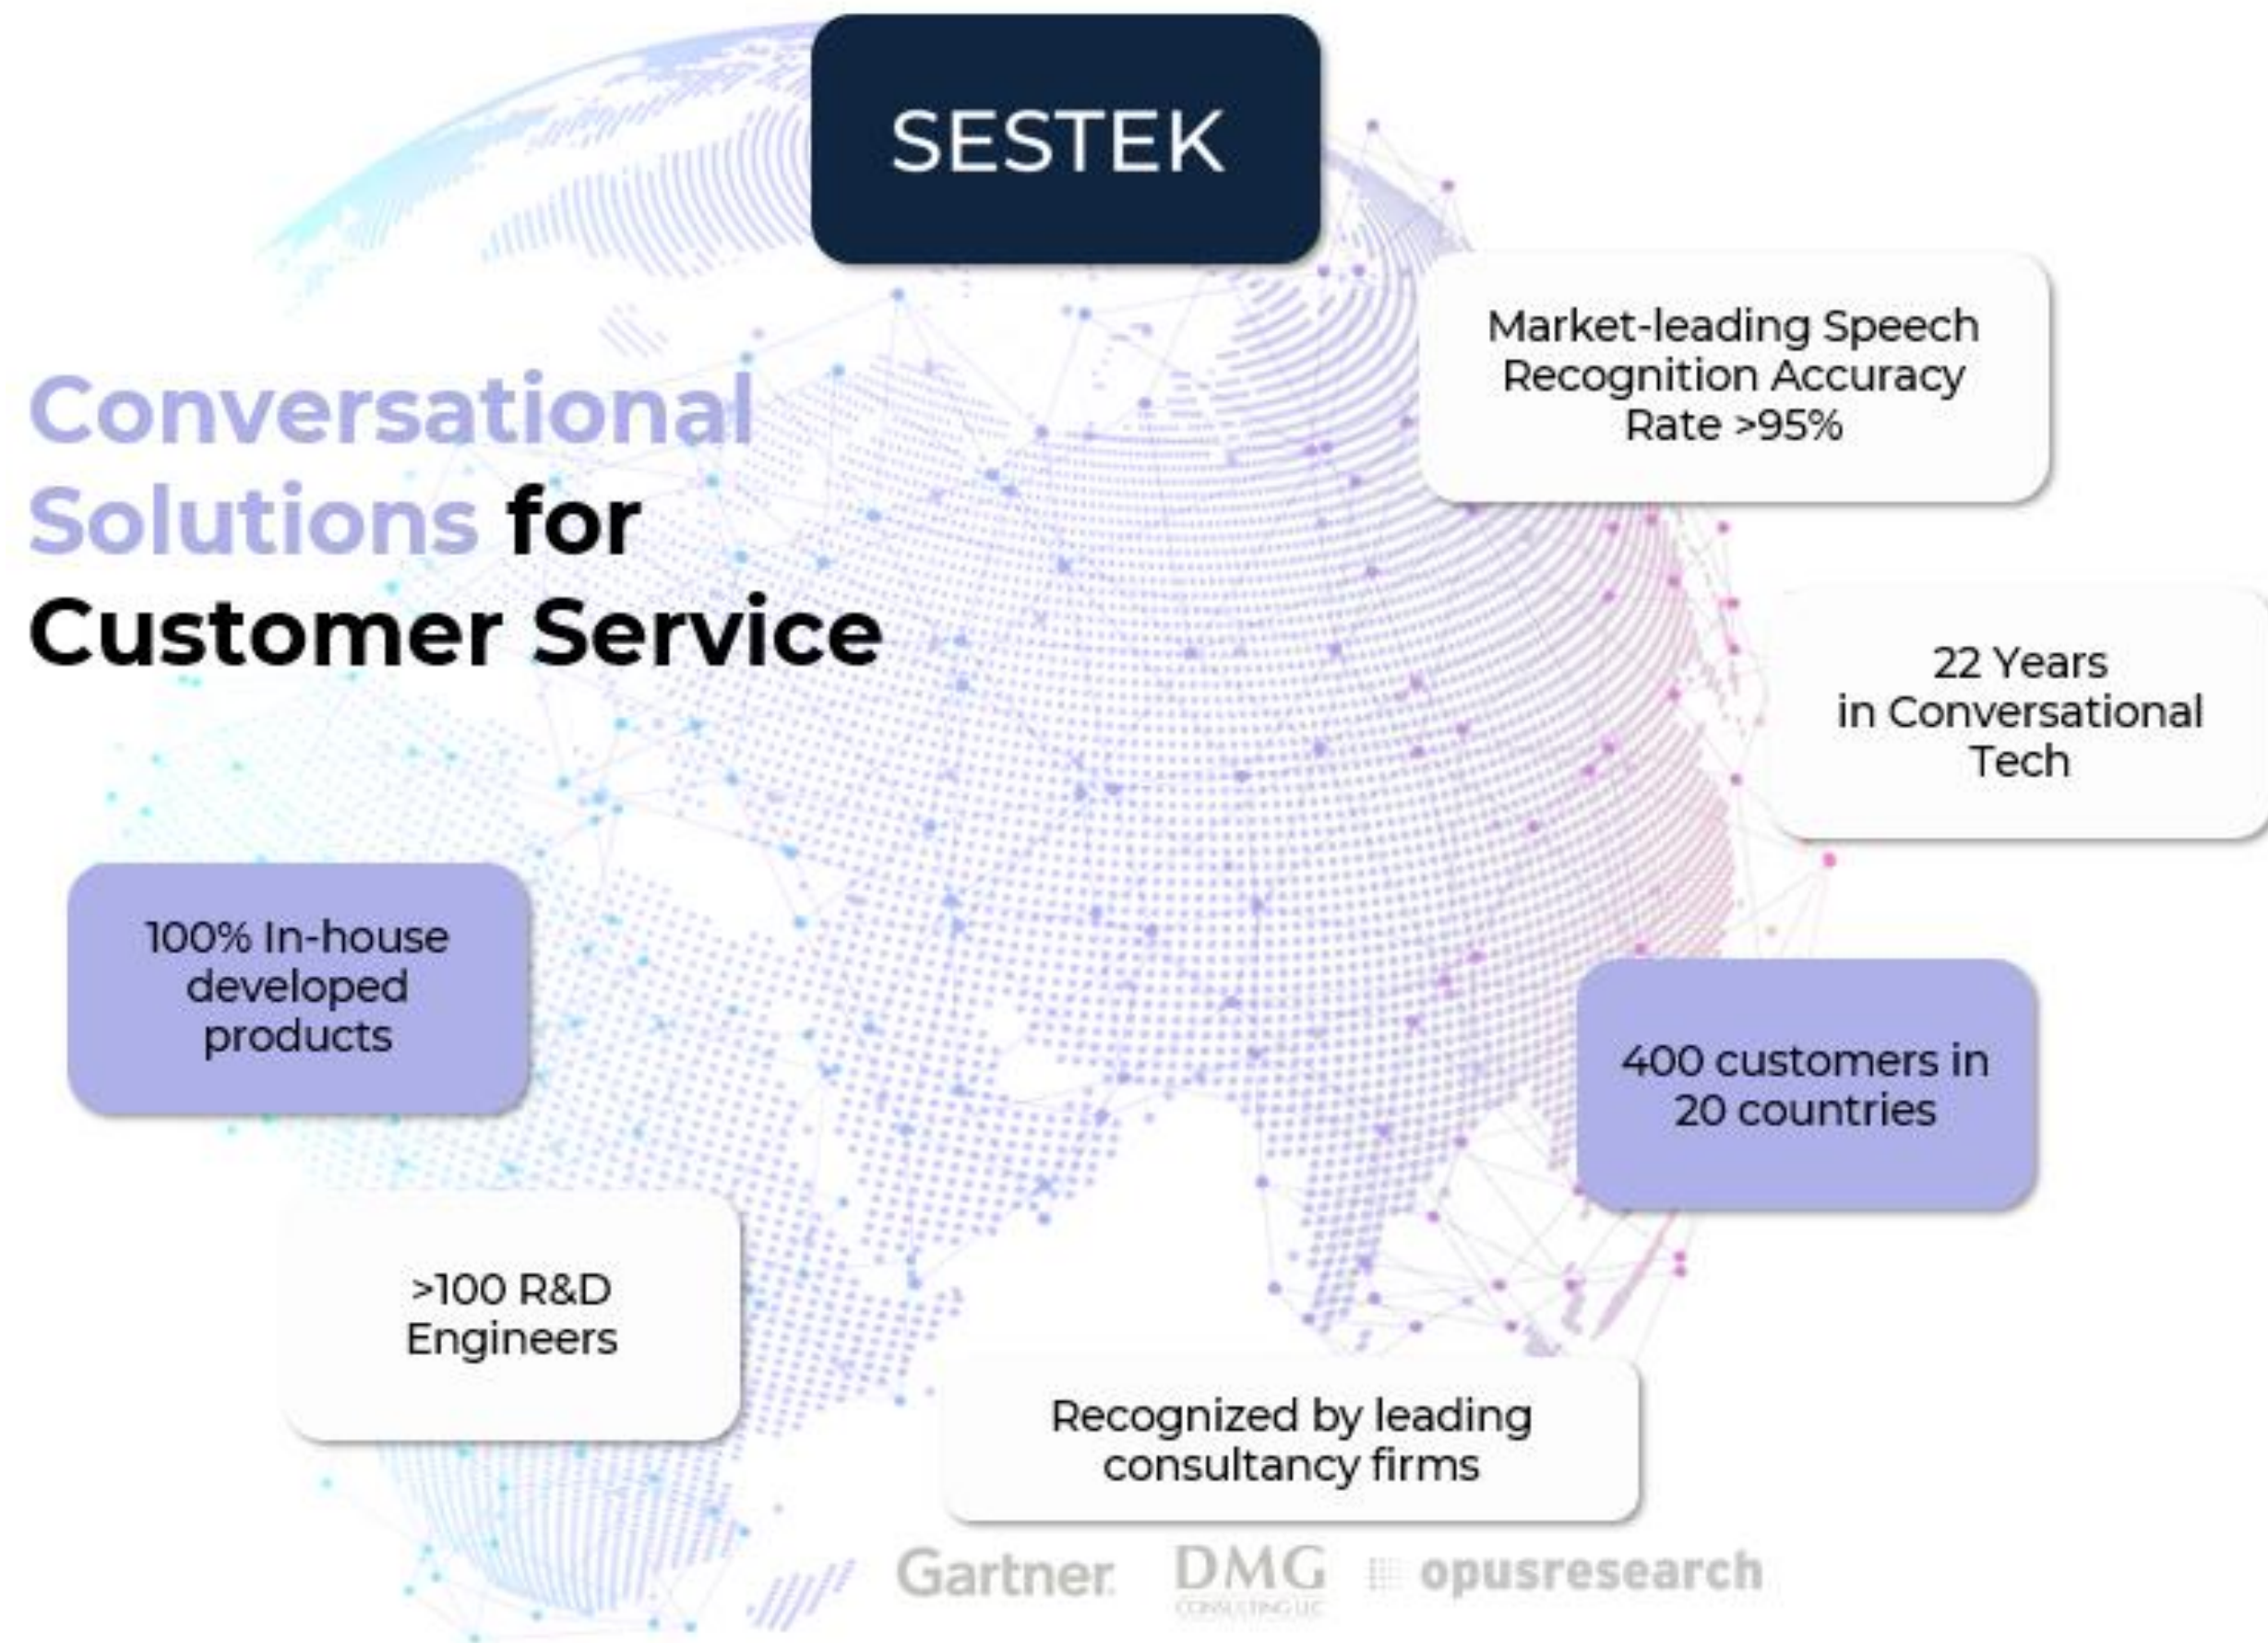 SESTEK
Conversational
Solutions for
Customer Service
Market-leading Speech
Recognition Accuracy
Rate >95%
22 Years
in Conversational
Tech
100% In-house
developed
products
400 customers in
20 countries
>100 R&D
Engineers
Recognized by leading
consultancy firms
Gartner.
DMG
CONSULTING LLC
opusresearch